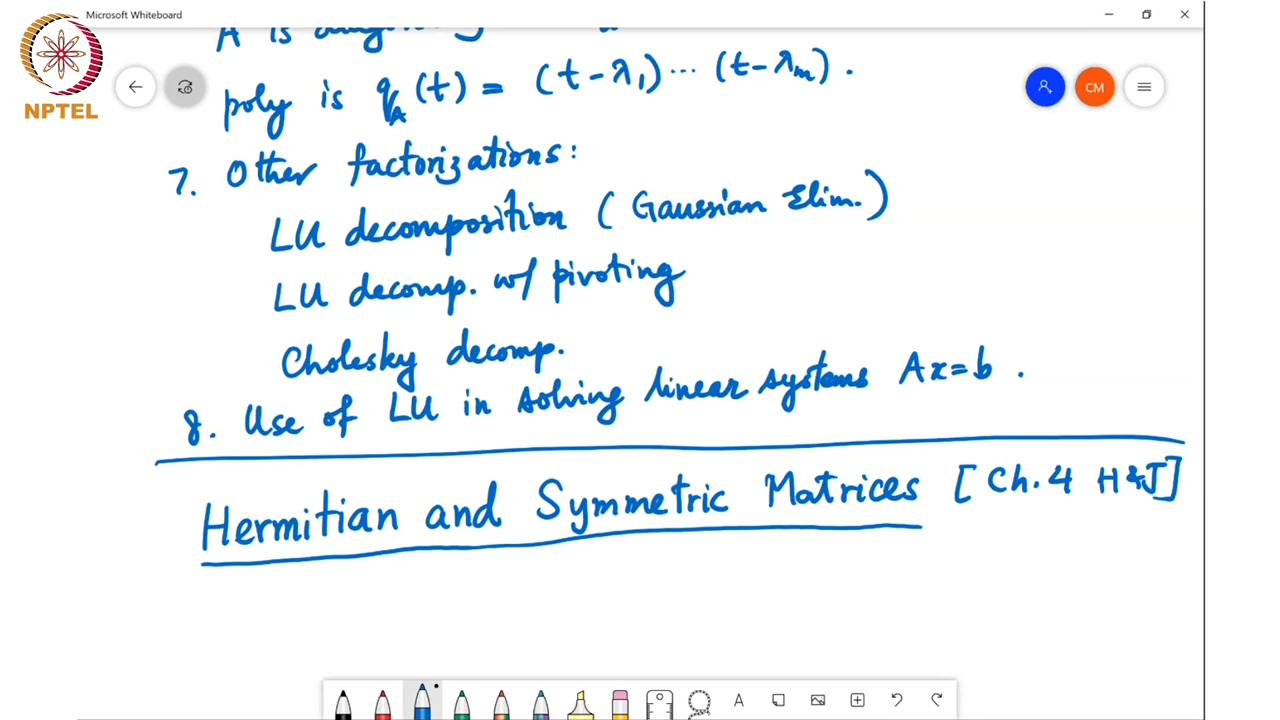 Microsoft Whiteboard
NPTEL
CM
A is
poly is q_A(t) = (t-λ_1) ... (t-λ_m).
7. Other factorizations:
LU decomposition (Gaussian Elim.)
LU decomp. w/ pivoting
Cholesky decomp.
8. Use of LU in solving linear systems Ax=b.
Hermitian and Symmetric Matrices [Ch.4 H&J]
A